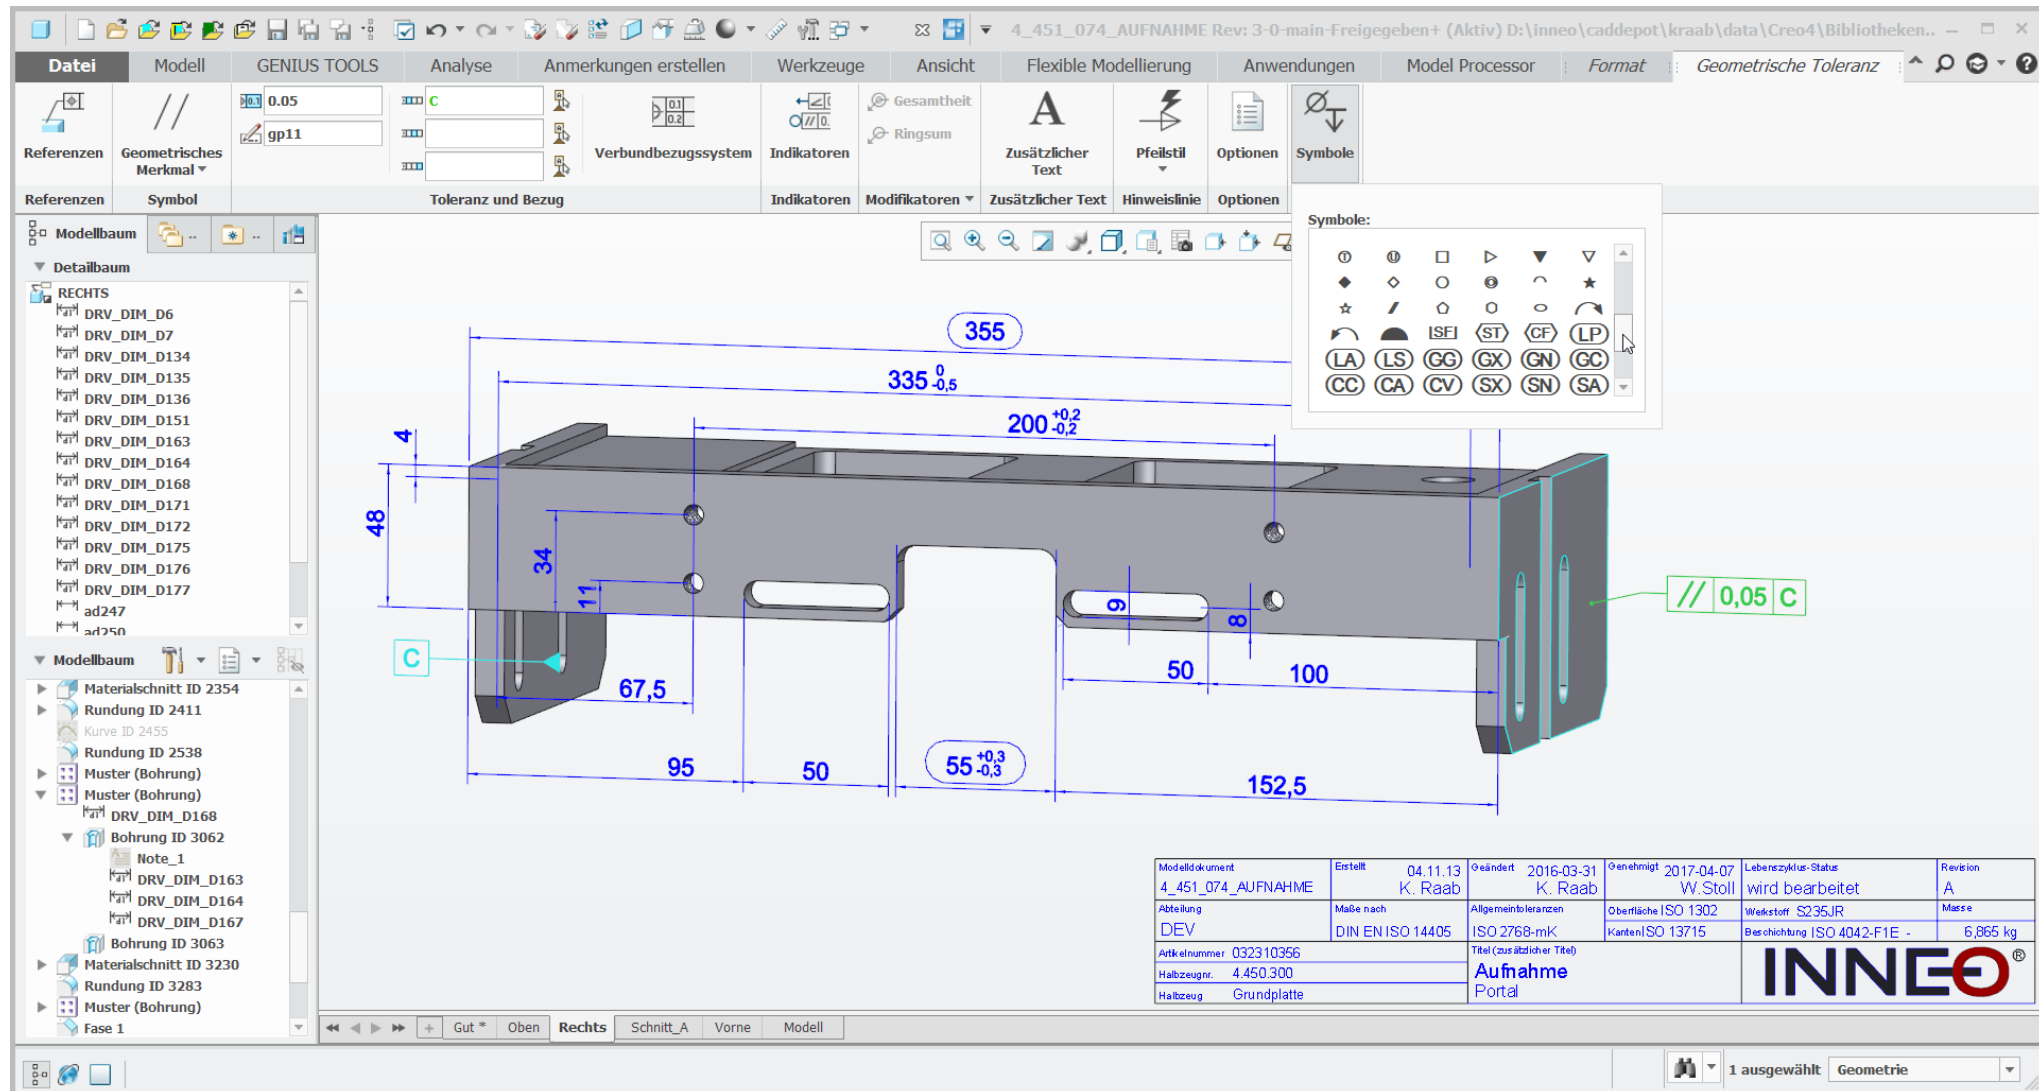 4_451_074_AUFNAHME Rev: 3-0-main-Freigegeben+ (Aktiv) D:\inneo\caddepot\kraab\data\Creo4\Bibliotheken..
Datei Modell GENIUS TOOLS Analyse Anmerkungen erstellen Werkzeuge Ansicht Flexible Modellierung Anwendungen Model Processor Format Geometrische Toleranz
0.05 C
gp11
Gesamtheit
Ringsum
Referenzen Geometrisches Merkmal Verbundbezugssystem Indikatoren Zusätzlicher Text Pfeilstil Optionen Symbole
Referenzen Symbol Toleranz und Bezug Indikatoren Modifikatoren Zusätzlicher Text Hinweislinie Optionen
Symbole:
SF ST CF LP
LA LS GG GX GN GC
CC CA CV SX SN SA
Modellbaum .. ..
Detailbaum
RECHTS
DRV_DIM_D6
DRV_DIM_D7
DRV_DIM_D134
DRV_DIM_D135
DRV_DIM_D136
DRV_DIM_D151
DRV_DIM_D163
DRV_DIM_D164
DRV_DIM_D168
DRV_DIM_D171
DRV_DIM_D172
DRV_DIM_D175
DRV_DIM_D176
DRV_DIM_D177
ad247
ad250
Modellbaum
Materialschnitt ID 2354
Rundung ID 2411
Kurve ID 2455
Rundung ID 2538
Muster (Bohrung)
Muster (Bohrung)
DRV_DIM_D168
Bohrung ID 3062
Note_1
DRV_DIM_D163
DRV_DIM_D164
DRV_DIM_D167
Bohrung ID 3063
Materialschnitt ID 3230
Rundung ID 3283
Muster (Bohrung)
Fase 1
355
335 0 -0,5
200 +0,2 -0,2
4
48
34
11
9
8
// 0,05 C
C
67,5
50
100
95
50
55 +0,3 -0,3
152,5
Modelldokument
4_451_074_AUFNAHME
Erstellt 04.11.13
K. Raab
Geändert 2016-03-31
K. Raab
Genehmigt 2017-04-07
W.Stoll
Lebenszyklus-Status
wird bearbeitet
Revision
A
Abteilung
DEV
Maße nach
DIN EN ISO 14405
Allgemeintoleranzen
ISO 2768-mK
Oberfläche ISO 1302
Kanten ISO 13715
Werkstoff S235JR
Beschichtung ISO 4042-F1E -
Masse
6,865 kg
Artikelnummer 032310356
Halbzeugnr. 4.450.300
Halbzeug Grundplatte
Titel (zusätzlicher Titel)
Aufnahme
Portal
INNEO®
Gut * Oben Rechts Schnitt_A Vorne Modell
1 ausgewählt Geometrie